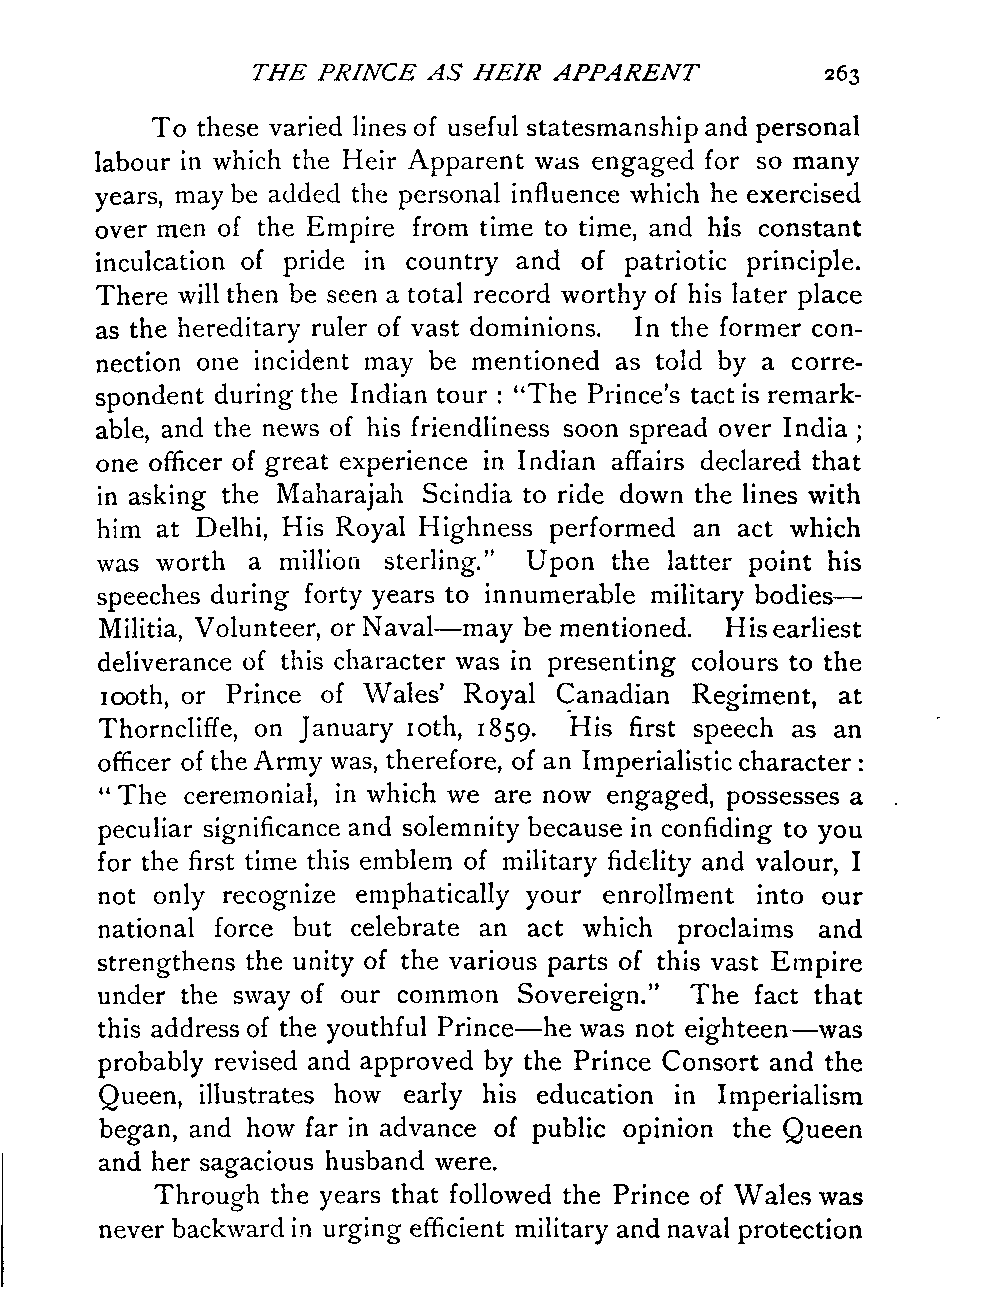 THE PRINCE AS HEIR APPARENT 263
To these varied lines of useful statesmanship and personal
labour in which the Heir Apparent was engaged for so many
years, may be added the personal influence which he exercised
over men of the Empire from time to time, and his constant
inculcation of pride in country and of patriotic principle.
There will then be seen a total record worthy of his later place
as the hereditary ruler of vast dominions. In the former con-
nection one incident may be mentioned as told by a corre-
spondent during the Indian tour : “The Prince's tact is remark-
able, and the news of his friendliness soon spread over India ;
one officer of great experience in Indian affairs declared that
in asking the Maharajah Scindia to ride down the lines with
him at Delhi, His Royal Highness performed an act which
was worth a million sterling.” Upon the latter point his
speeches during forty years to innumerable military bodies—
Militia, Volunteer, or Naval—may be mentioned. His earliest
deliverance of this character was in presenting colours to the
100th, or Prince of Wales' Royal Canadian Regiment, at
Thorncliffe, on January 10th, 1859. His first speech as an
officer of the Army was, therefore, of an Imperialistic character :
“ The ceremonial, in which we are now engaged, possesses a
peculiar significance and solemnity because in confiding to you
for the first time this emblem of military fidelity and valour, I
not only recognize emphatically your enrollment into our
national force but celebrate an act which proclaims and
strengthens the unity of the various parts of this vast Empire
under the sway of our common Sovereign.” The fact that
this address of the youthful Prince—he was not eighteen—was
probably revised and approved by the Prince Consort and the
Queen, illustrates how early his education in Imperialism
began, and how far in advance of public opinion the Queen
and her sagacious husband were.
Through the years that followed the Prince of Wales was
never backward in urging efficient military and naval protection